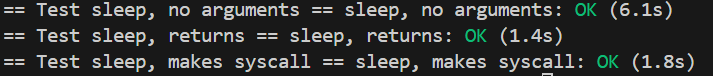 == Test sleep, no arguments == sleep, no arguments: OK (6.1s)
== Test sleep, returns == sleep, returns: OK (1.4s)
== Test sleep, makes syscall == sleep, makes syscall: OK (1.8s)